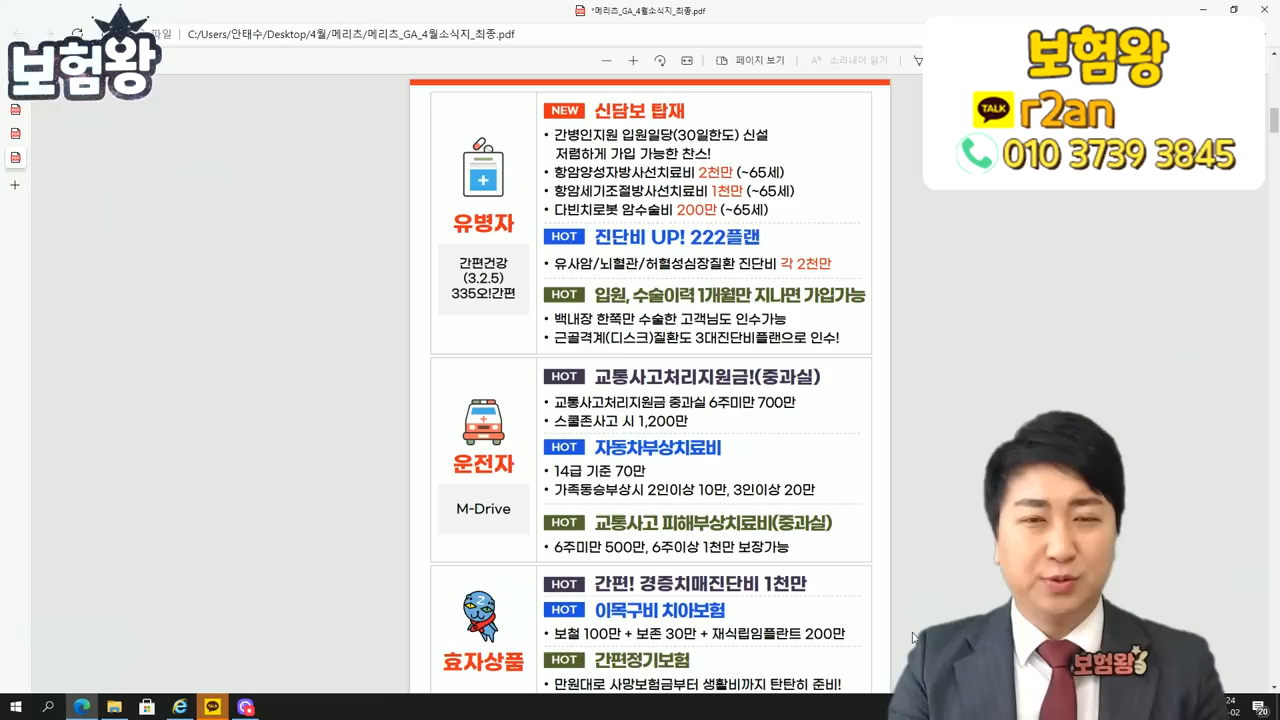 *메리츠_GA_4월소식지_최종.pdf
파일 C:/Users/안태수/Desktop/4월/메리츠/메리츠_GA_4월소식지_최종.pdf
보험왕
페이지 보기
소리내어 읽기
보험왕
TALK r2an
010 3739 3845
유병자
간편건강
(3.2.5)
335오!간편
NEW 신담보 탑재
• 간병인지원 입원일당(30일한도) 신설
저렴하게 가입 가능한 찬스!
• 항암양성자방사선치료비 2천만 (~65세)
• 항암세기조절방사선치료비 1천만 (~65세)
• 다빈치로봇 암수술비 200만 (~65세)
HOT 진단비 UP! 222플랜
• 유사암/뇌혈관/허혈성심장질환 진단비 각 2천만
HOT 입원, 수술이력 1개월만 지나면 가입가능
• 백내장 한쪽만 수술한 고객님도 인수가능
• 근골격계(디스크)질환도 3대진단비플랜으로 인수!
운전자
M-Drive
HOT 교통사고처리지원금!(중과실)
• 교통사고처리지원금 중과실 6주미만 700만
• 스쿨존사고 시 1,200만
HOT 자동차부상치료비
• 14급 기준 70만
• 가족동승부상시 2인이상 10만, 3인이상 20만
HOT 교통사고 피해부상치료비(중과실)
• 6주미만 500만, 6주이상 1천만 보장가능
효자상품
HOT 간편! 경증치매진단비 1천만
HOT 이목구비 치아보험
• 보철 100만 + 보존 30만 + 재식립임플란트 200만
HOT 간편정기보험
• 만원대로 사망보험금부터 생활비까지 탄탄히 준비!
보험왕
TALK
24
-02
20